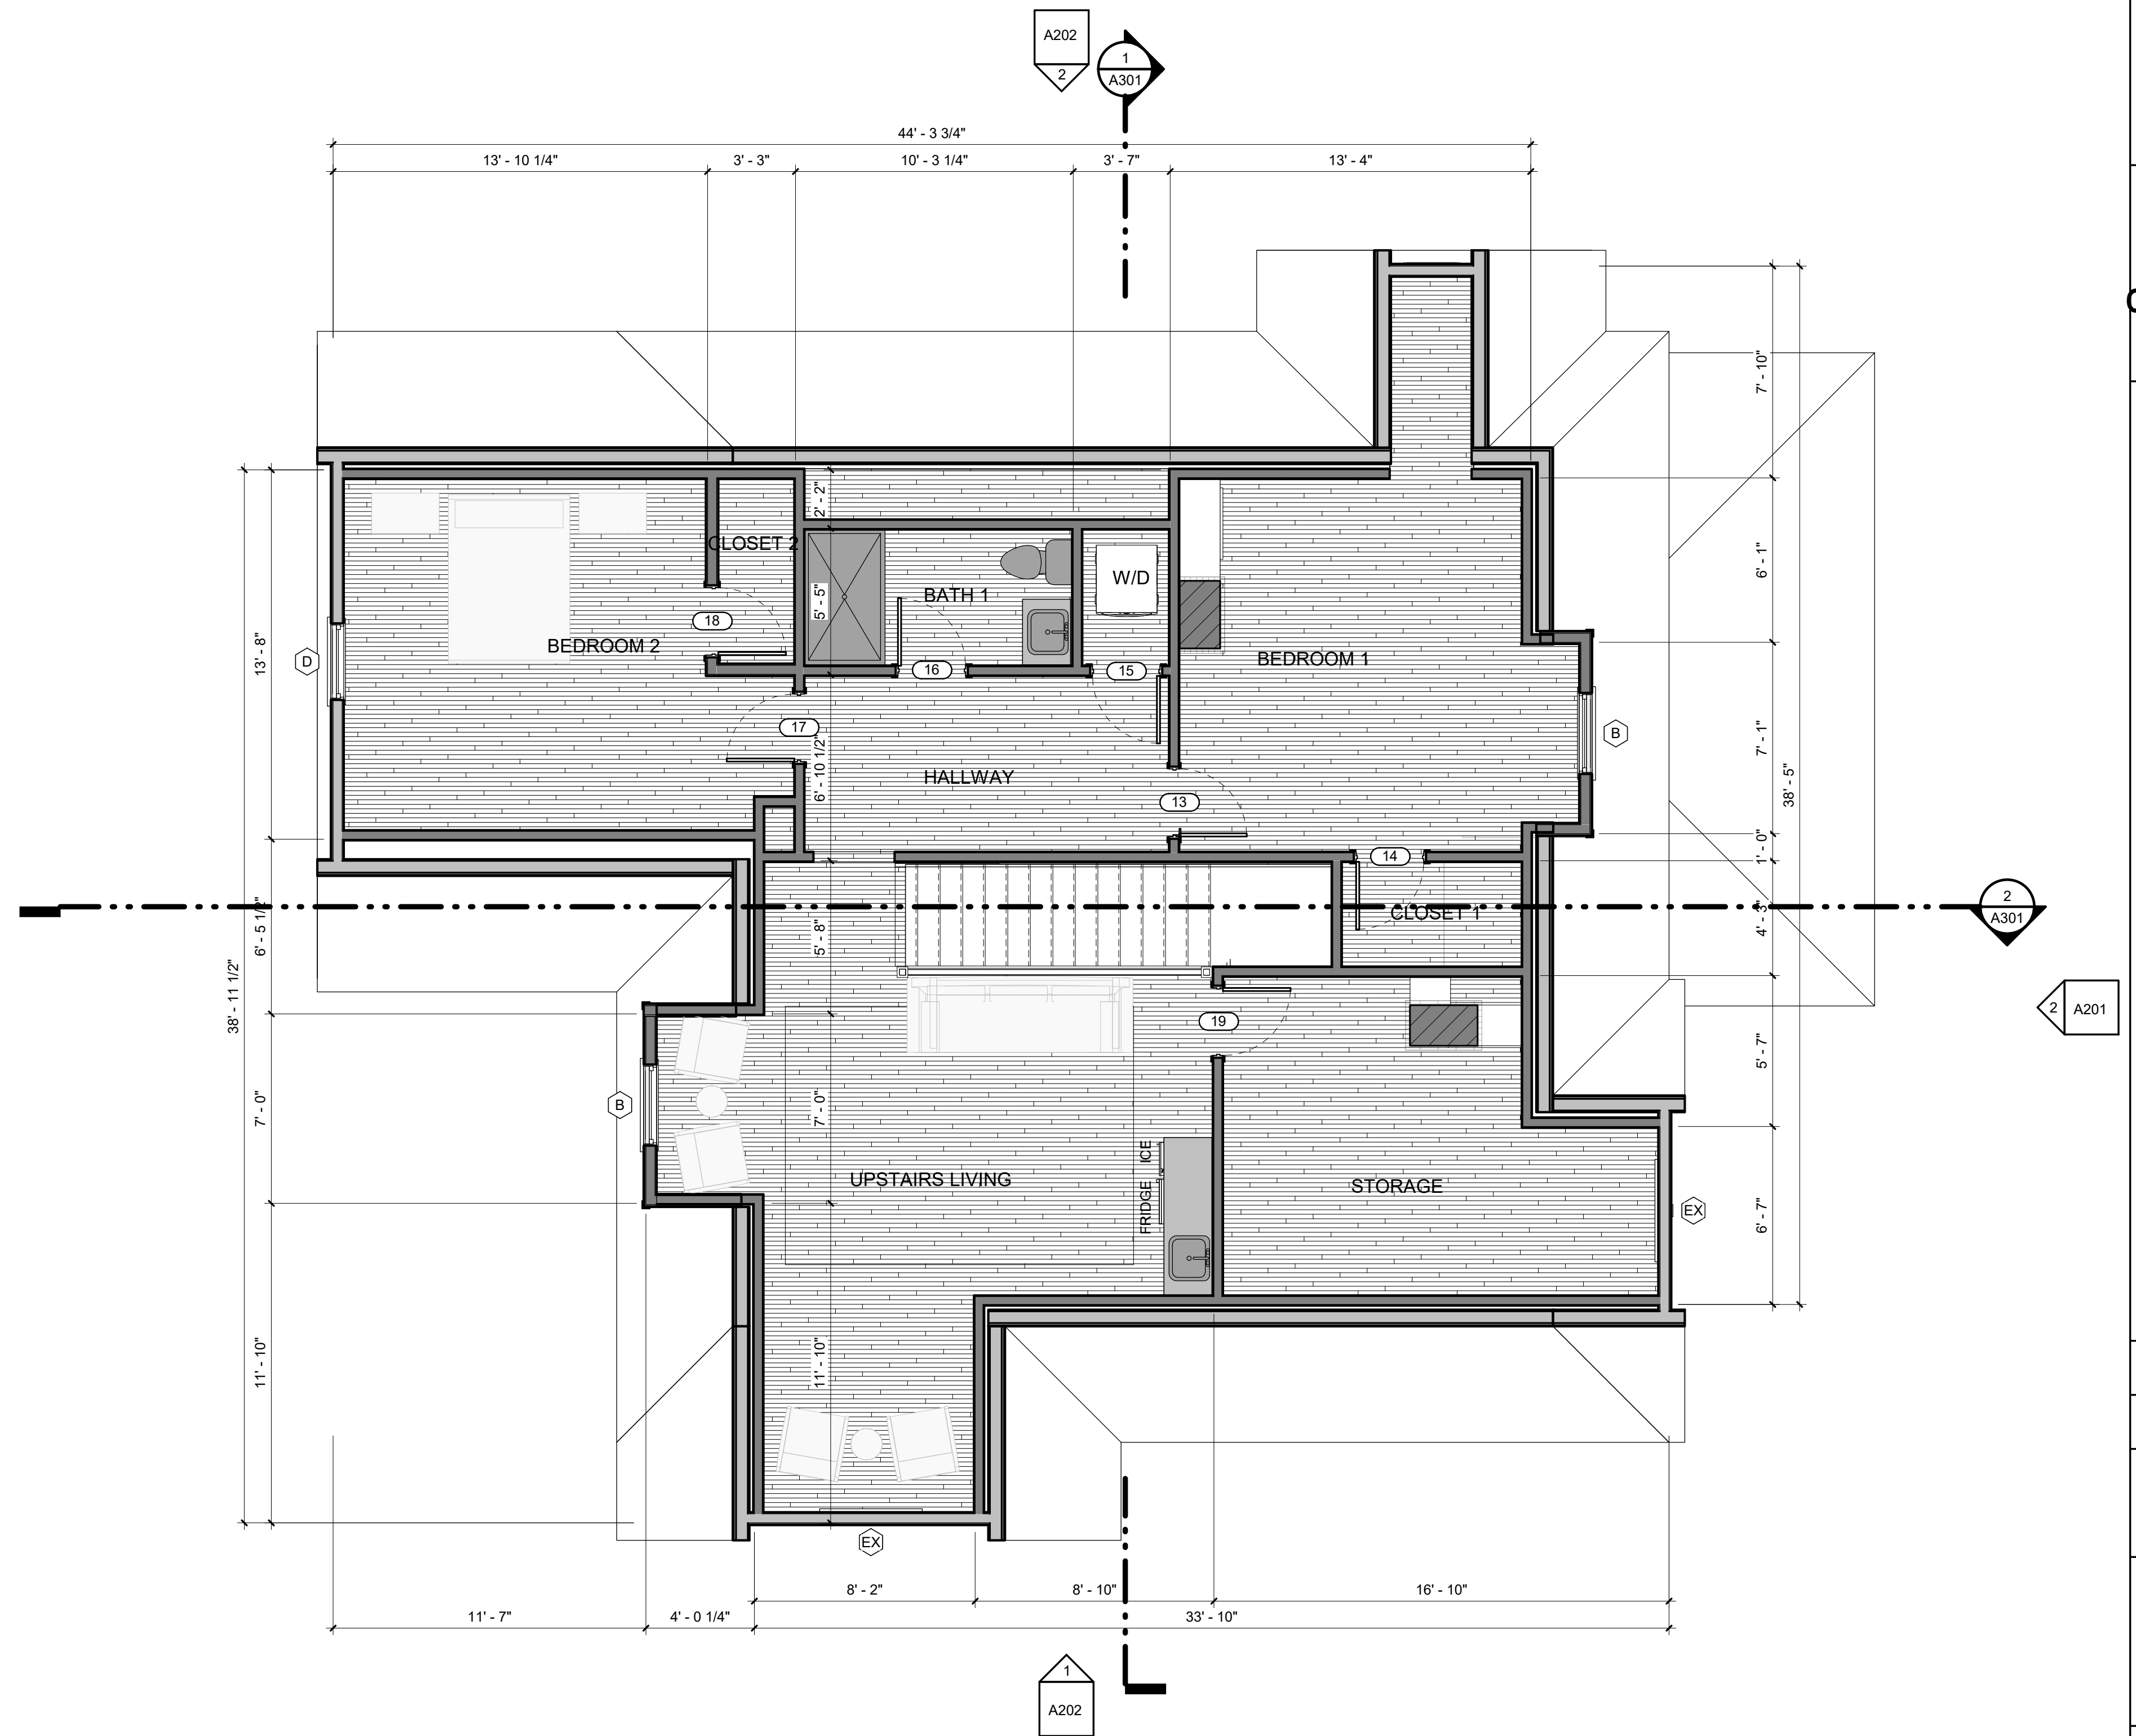 A202
2
1
A301
44' - 3 3/4"
13' - 10 1/4"
3' - 3"
10' - 3 1/4"
3' - 7"
13' - 4"
7' - 10"
2' - 2"
CLOSET 2
6' - 1"
W/D
5' - 5"
BATH 1
18
BEDROOM 2
BEDROOM 1
D
13' - 8"
16
15
17
B
7' - 1"
6' - 10 1/2"
HALLWAY
38' - 5"
13
14
1' - 0"
CLOSET 1
4' - 3"
2
A301
6' - 5 1/2"
5' - 8"
38' - 11 1/2"
2
A201
19
5' - 7"
B
7' - 0"
7' - 0"
ICE
FRIDGE
UPSTAIRS LIVING
STORAGE
EX
6' - 7"
11' - 10"
11' - 10"
EX
8' - 2"
8' - 10"
16' - 10"
11' - 7"
4' - 0 1/4"
33' - 10"
1
A202